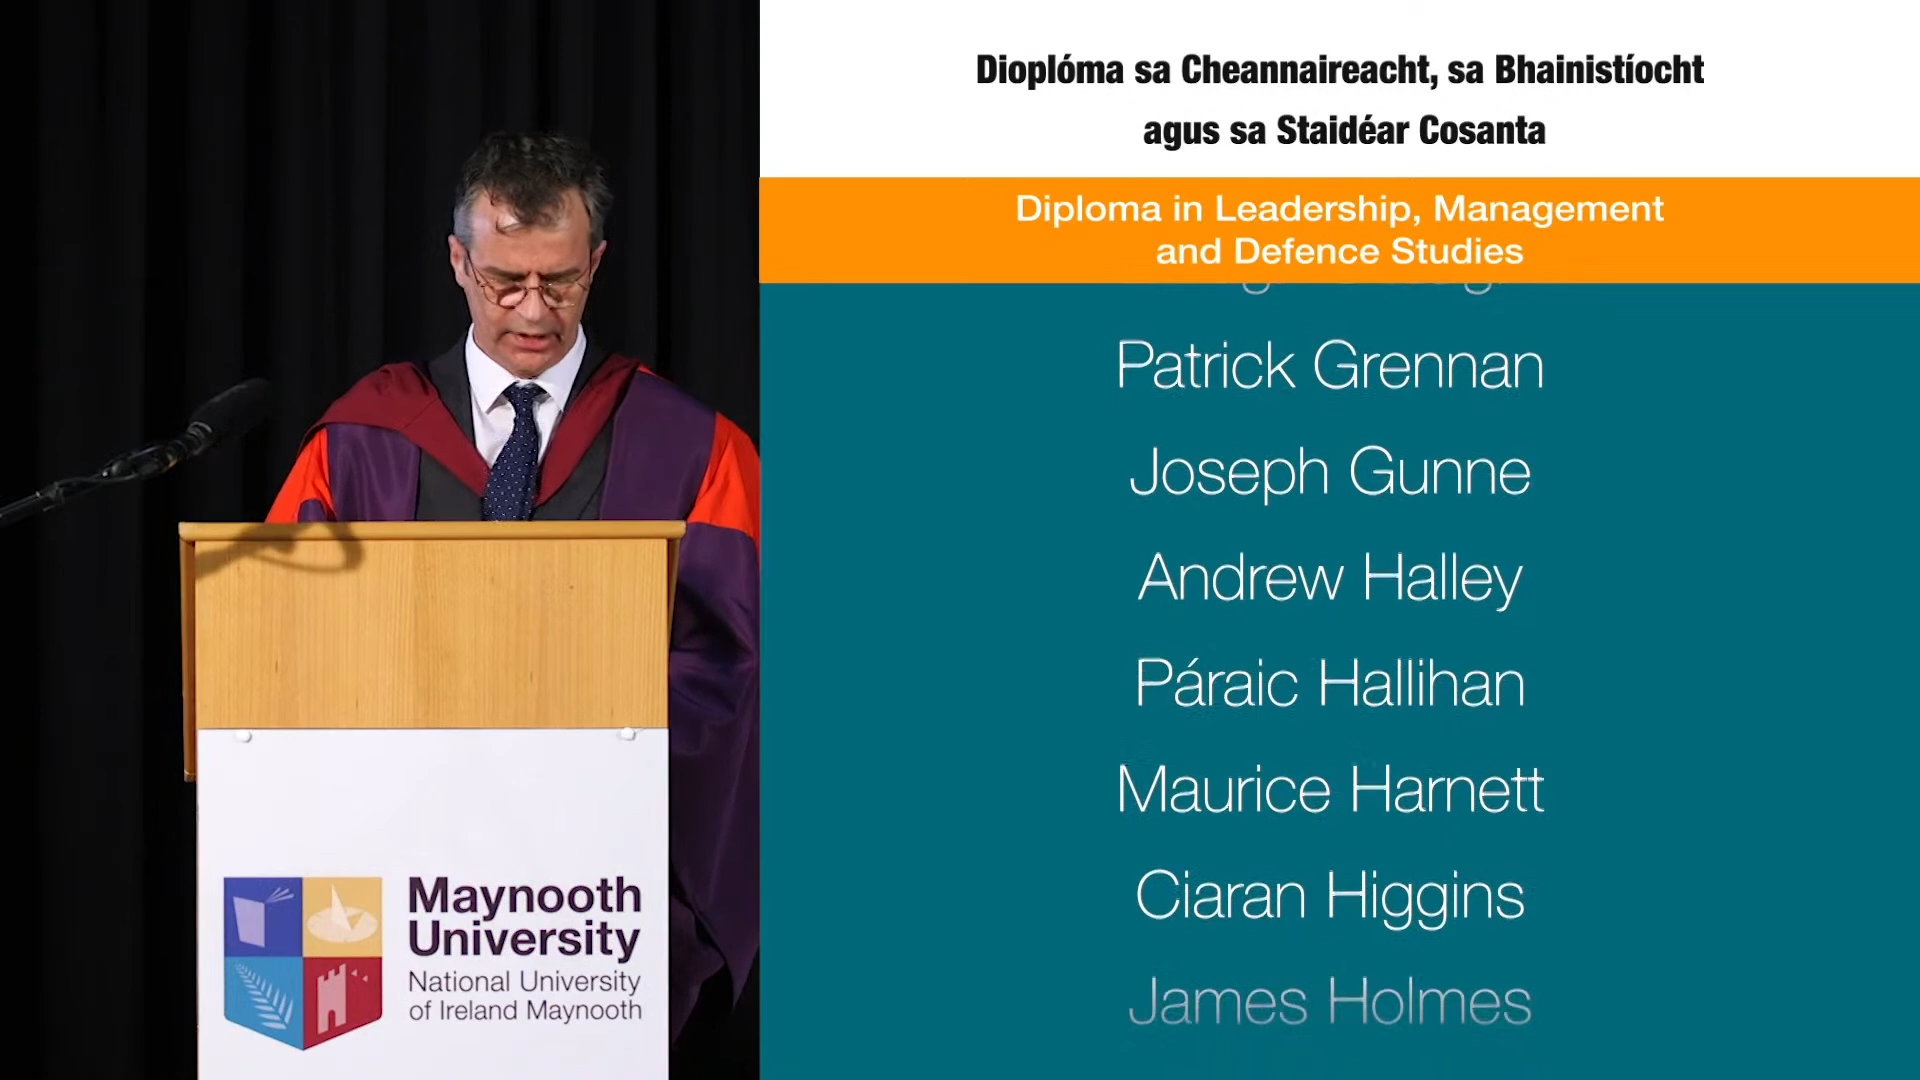 Dioplóma sa Cheannaireacht, sa Bhainistíocht
agus sa Staidéar Cosanta
Diploma in Leadership, Management
and Defence Studies
Patrick Grennan
Joseph Gunne
Andrew Halley
Páraic Hallihan
Maurice Harnett
Ciaran Higgins
James Holmes
Maynooth
University
National University
of Ireland Maynooth